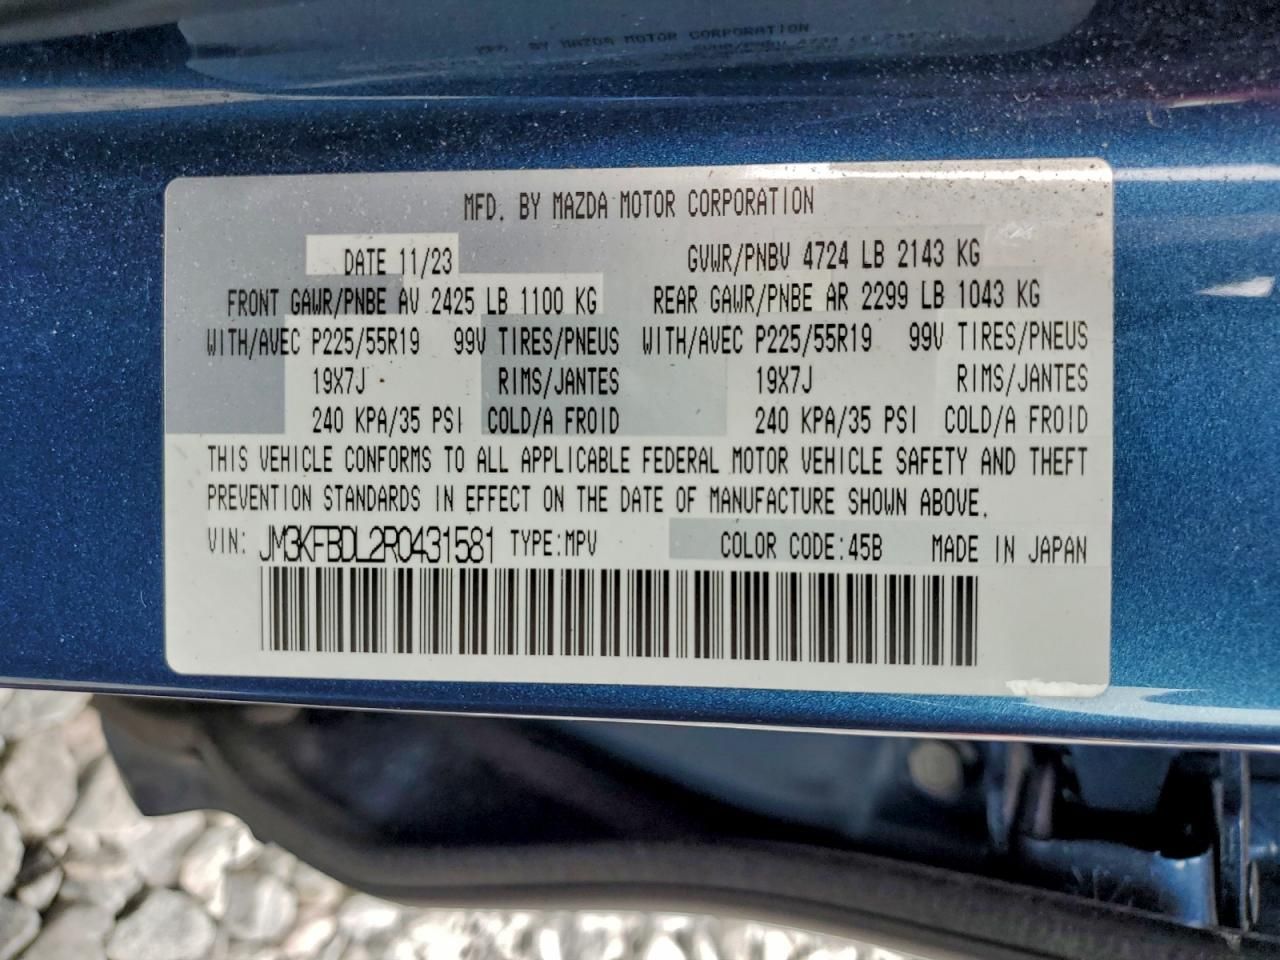 MFD. BY MAZDA MOTOR CORPORATION
MFD. BY MAZDA MOTOR CORPORATION
DATE 11/23 GVWR/PNBV 4724 LB 2143 KG
FRONT GAWR/PNBE AV 2425 LB 1100 KG REAR GAWR/PNBE AR 2299 LB 1043 KG
WITH/AVEC P225/55R19 99V TIRES/PNEUS WITH/AVEC P225/55R19 99V TIRES/PNEUS
19X7J RIMS/JANTES 19X7J RIMS/JANTES
240 KPA/35 PSI COLD/A FROID 240 KPA/35 PSI COLD/A FROID
THIS VEHICLE CONFORMS TO ALL APPLICABLE FEDERAL MOTOR VEHICLE SAFETY AND THEFT
PREVENTION STANDARDS IN EFFECT ON THE DATE OF MANUFACTURE SHOWN ABOVE.
VIN: JM3KFBDL2R0431581 TYPE:MPV COLOR CODE:45B MADE IN JAPAN